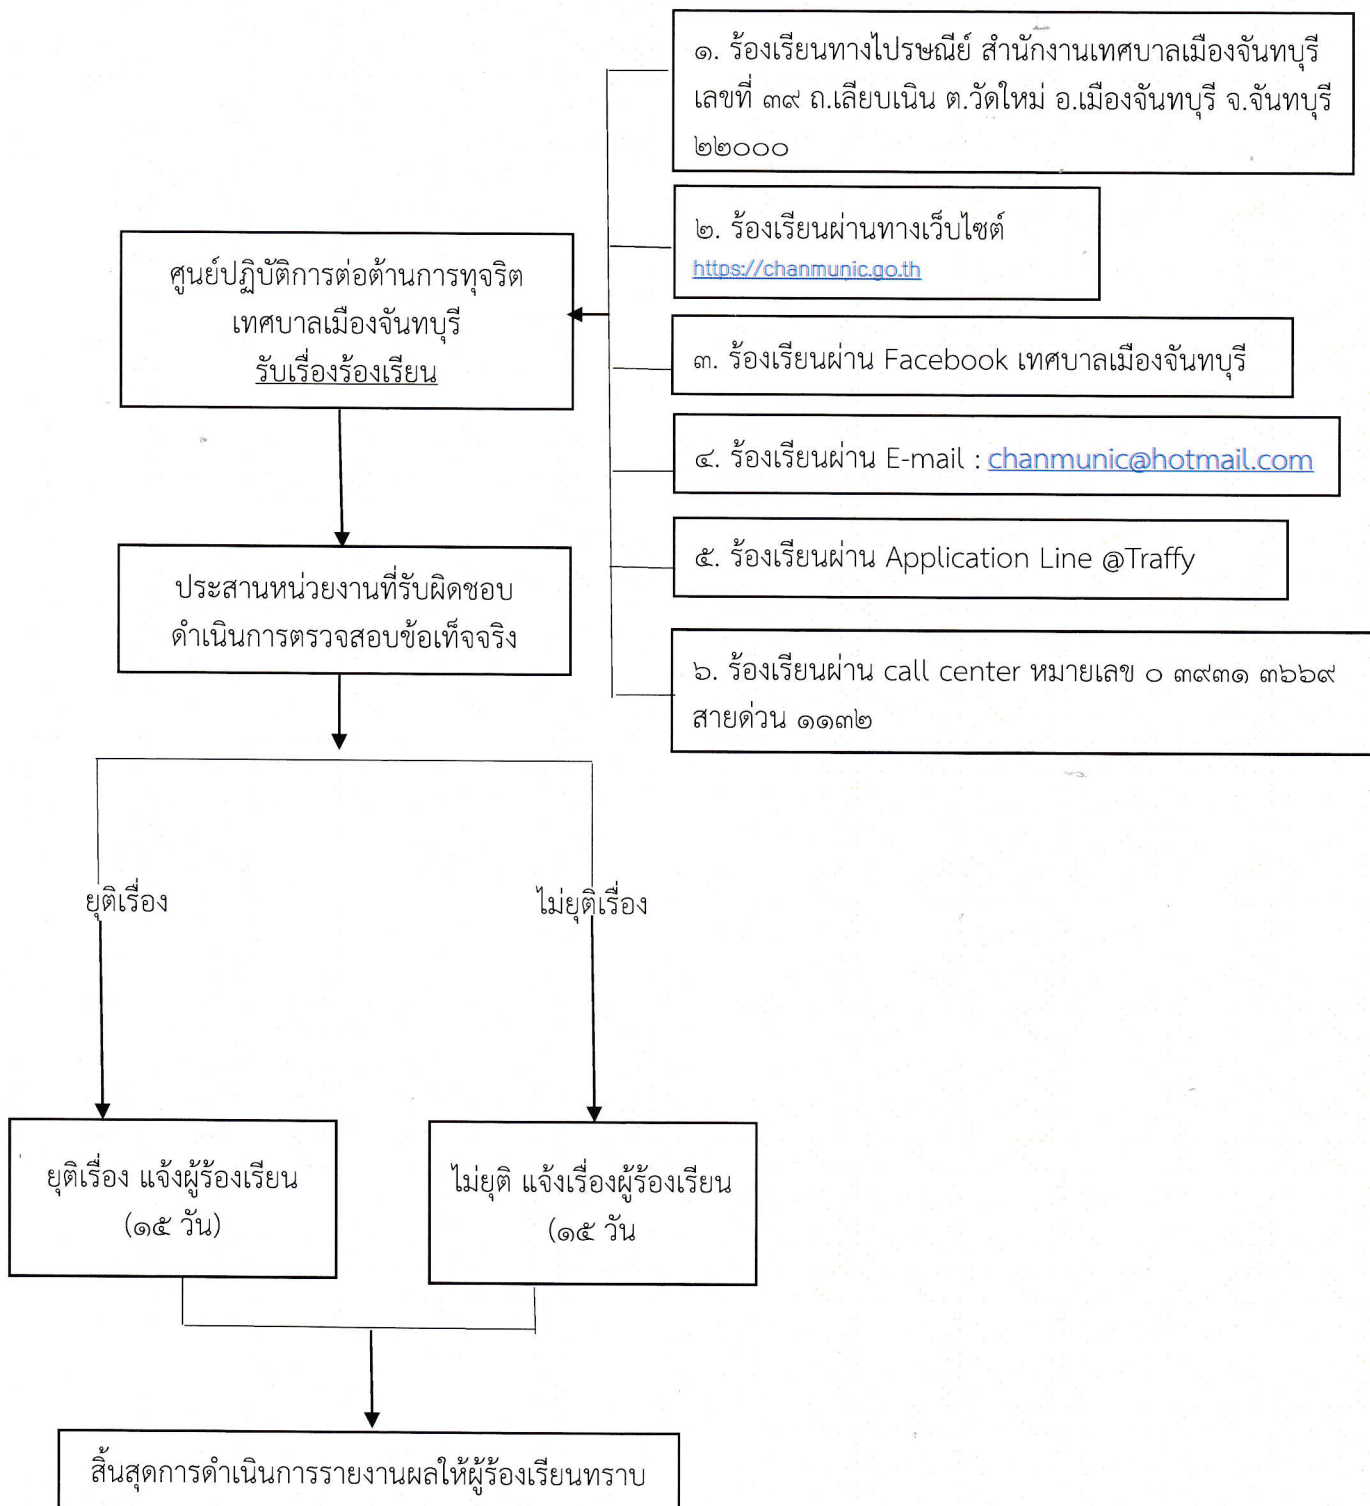 ๑. ร้องเรียนทางไปรษณีย์ สำนักงานเทศบาลเมืองจันทบุรี
เลขที่ ๓๙ ถ.เลียบเนิน ต.วัดใหม่ อ.เมืองจันทบุรี จ.จันทบุรี
๒๒๐๐๐
๒. ร้องเรียนผ่านทางเว็บไซต์
https://chanmunic.go.th
๓. ร้องเรียนผ่าน Facebook เทศบาลเมืองจันทบุรี
๔. ร้องเรียนผ่าน E-mail : chanmunic@hotmail.com
๕. ร้องเรียนผ่าน Application Line @Traffy
๖. ร้องเรียนผ่าน call center หมายเลข ๐ ๓๙๓๑ ๓๖๖๙
สายด่วน ๑๑๓๒
ศูนย์ปฏิบัติการต่อต้านการทุจริต
เทศบาลเมืองจันทบุรี
รับเรื่องร้องเรียน
ประสานหน่วยงานที่รับผิดชอบ
ดำเนินการตรวจสอบข้อเท็จจริง
ยุติเรื่อง
ไม่ยุติเรื่อง
ยุติเรื่อง แจ้งผู้ร้องเรียน
(๑๕ วัน)
ไม่ยุติ แจ้งเรื่องผู้ร้องเรียน
(๑๕ วัน
สิ้นสุดการดำเนินการรายงานผลให้ผู้ร้องเรียนทราบ